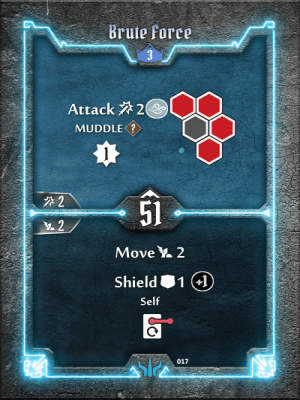 Brute Force
3
Attack 2
MUDDLE ?
1
2
51
2
Move 2
Shield 1 +1
Self
017